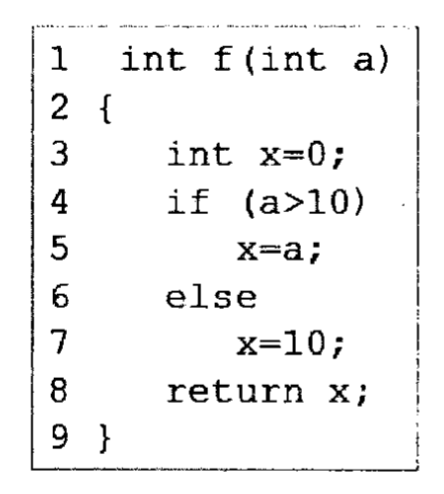 1   int f(int a)
2 {
3     int x=0;
4     if (a>10)
5        x=a;
6     else
7        x=10;
8     return x;
9 }